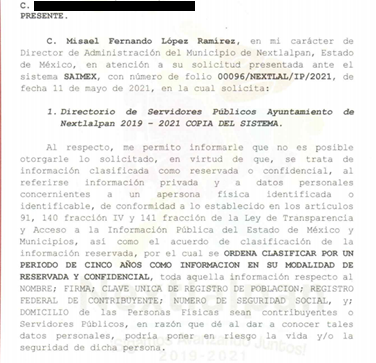 C.
PRESENTE.
C. Misael Fernando López Ramírez, en mi carácter de
Director de Administración del Municipio de Nextlalpan, Estado
de México, en atención a su solicitud presentada ante el
sistema SAIMEX, con número de folio 00096/NEXTLAL/IP/2021,
de fecha 11 de mayo de 2021, en la cual solicita:
1. Directorio de Servidores Públicos Ayuntamiento de
Nextlalpan 2019 – 2021 COPIA DEL SISTEMA.
Al respecto, me permito informarle que no es posible
otorgarle lo solicitado, en virtud de que, se trata de
información clasificada como reservada o confidencial, al
referirse información privada y a datos personales
concernientes a un apersona física identificada o
identificable, de conformidad a lo establecido en los artículos
91, 140 fracción IV y 141 fracción de la Ley de Transparencia
y Acceso a la Información Pública del Estado de México y
Municipios, así como el acuerdo de clasificación de la
información reservada, por el cual se ORDENA CLASIFICAR POR UN
PERIODO DE CINCO AÑOS COMO INFORMACION EN SU MODALIDAD DE
RESERVADA Y CONFIDENCIAL, toda aquella información respecto al
NOMBRE; FIRMA; CLAVE UNICA DE REGISTRO DE POBLACION; REGISTRO
FEDERAL DE CONTRIBUYENTE; NUMERO DE SEGURIDAD SOCIAL, y;
DOMICILIO de las Personas Físicas sean contribuyentes o
Servidores Públicos, en razón que dé al dar a conocer tales
datos personales, podría poner en riesgo la vida y/o la
seguridad de dicha persona.
2019-2021